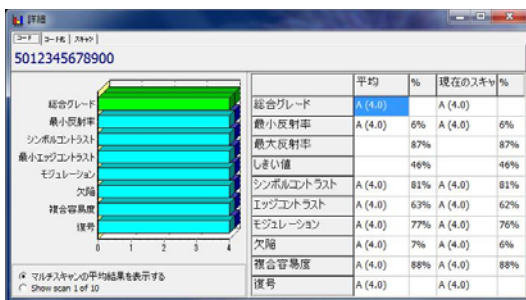 詳細
コード コード化 スキャン
5012345678900
総合グレード
最小反射率
シンボルコントラスト
最小エッジコントラスト
モジュレーション
欠陥
複合容易度
復号
0 1 2 3 4
平均 % 現在のスキャ %
総合グレード A (4.0) A (4.0)
最小反射率 A (4.0) 6% A (4.0) 6%
最大反射率 87% 87%
しきい値 46% 46%
シンボルコントラスト A (4.0) 81% A (4.0) 81%
エッジコントラスト A (4.0) 63% A (4.0) 62%
モジュレーション A (4.0) 77% A (4.0) 76%
欠陥 A (4.0) 7% A (4.0) 6%
複合容易度 A (4.0) 88% A (4.0) 88%
復号 A (4.0) A (4.0)
マルチスキャンの平均結果を表示する
Show scan 1 of 10